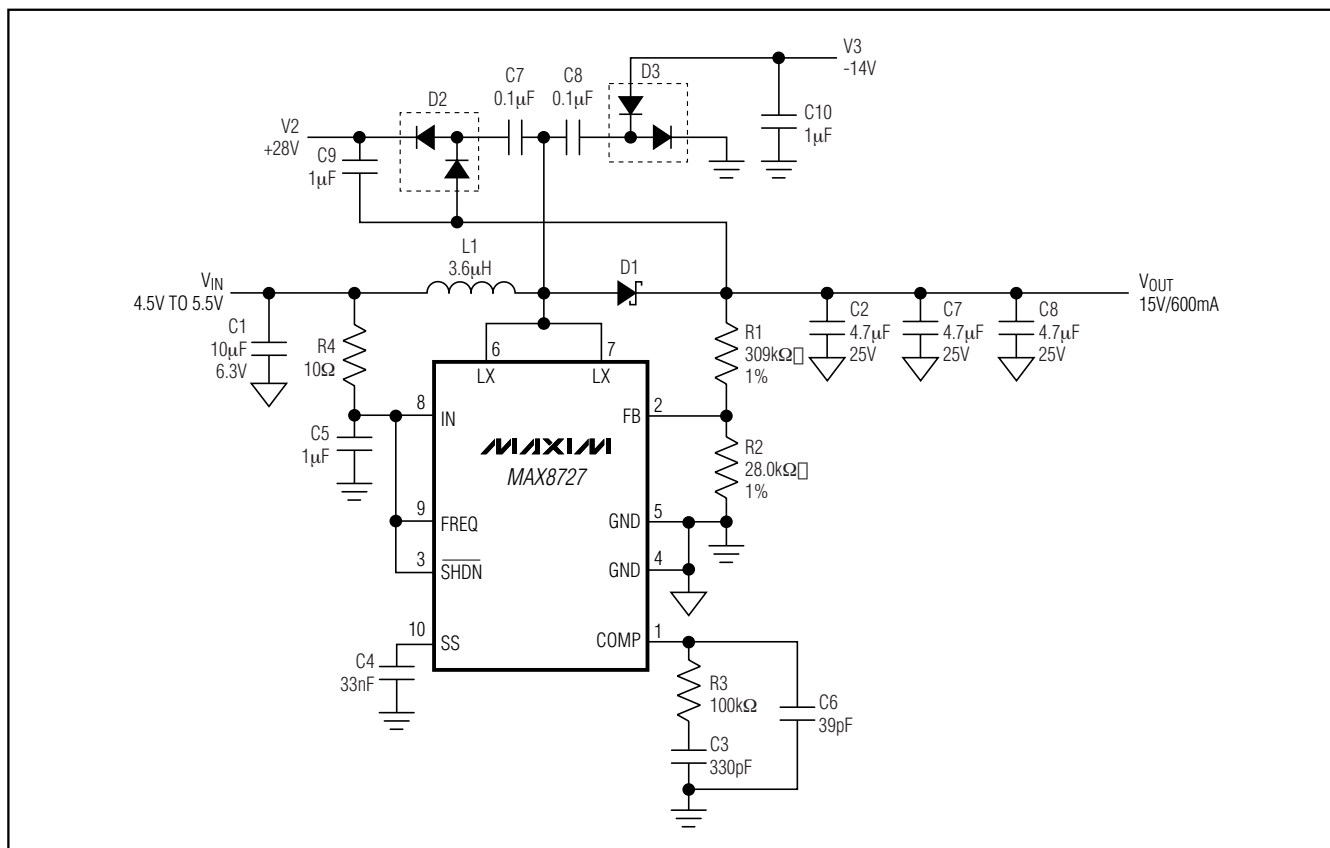 V3
-14V
D3
C7
0.1μF
C8
0.1μF
C10
1μF
D2
V2
+28V
C9
1μF
L1
3.6μH
D1
VIN
4.5V TO 5.5V
VOUT
15V/600mA
C1
10μF
6.3V
R4
10Ω
C2
4.7μF
25V
C7
4.7μF
25V
C8
4.7μF
25V
R1
309kΩ▯
1%
6
LX
7
LX
8
IN
2
FB
C5
1μF
MAXIM
MAX8727
R2
28.0kΩ▯
1%
9
FREQ
5
GND
3
SHDN
4
GND
10
SS
1
COMP
C4
33nF
R3
100kΩ
C6
39pF
C3
330pF